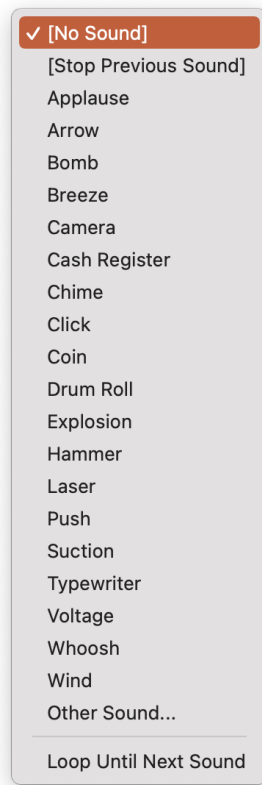 ✓ [No Sound]
[Stop Previous Sound]
Applause
Arrow
Bomb
Breeze
Camera
Cash Register
Chime
Click
Coin
Drum Roll
Explosion
Hammer
Laser
Push
Suction
Typewriter
Voltage
Whoosh
Wind
Other Sound...
Loop Until Next Sound